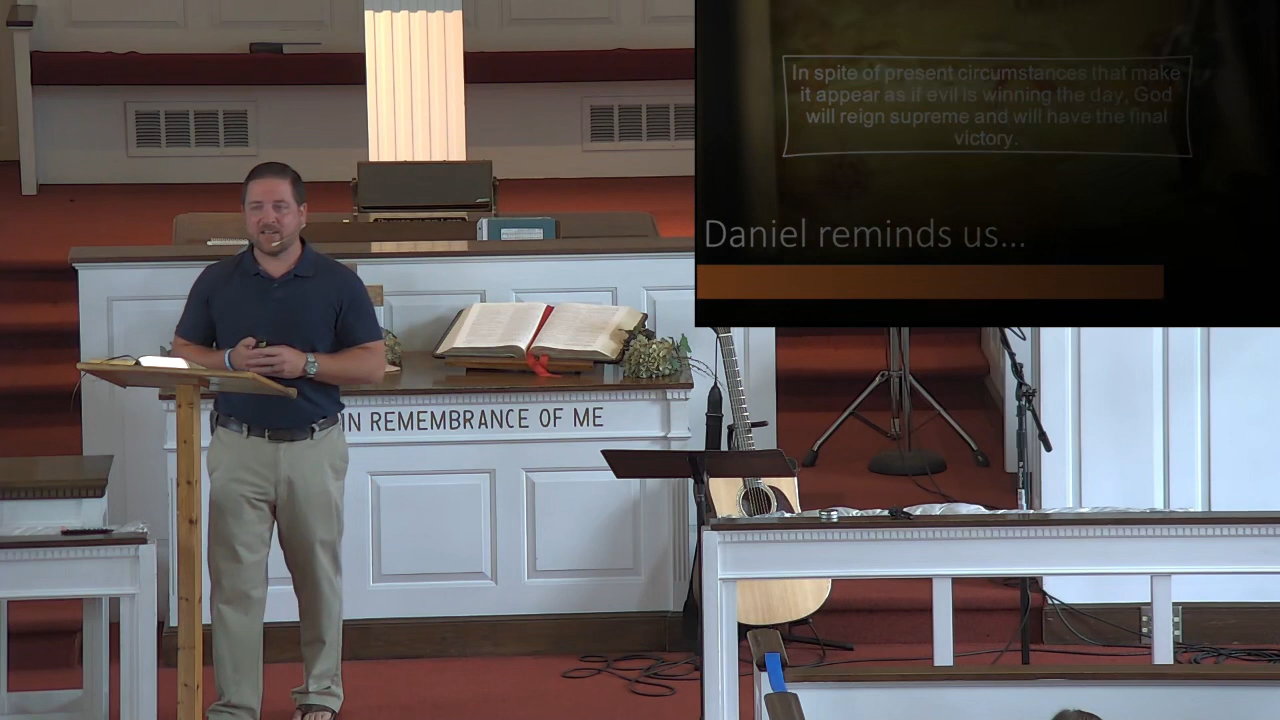 In spite of present circumstances that make
it appear as if evil is winning the day, God
will reign supreme and will have the final
victory.
Daniel reminds us...
IN REMEMBRANCE OF ME